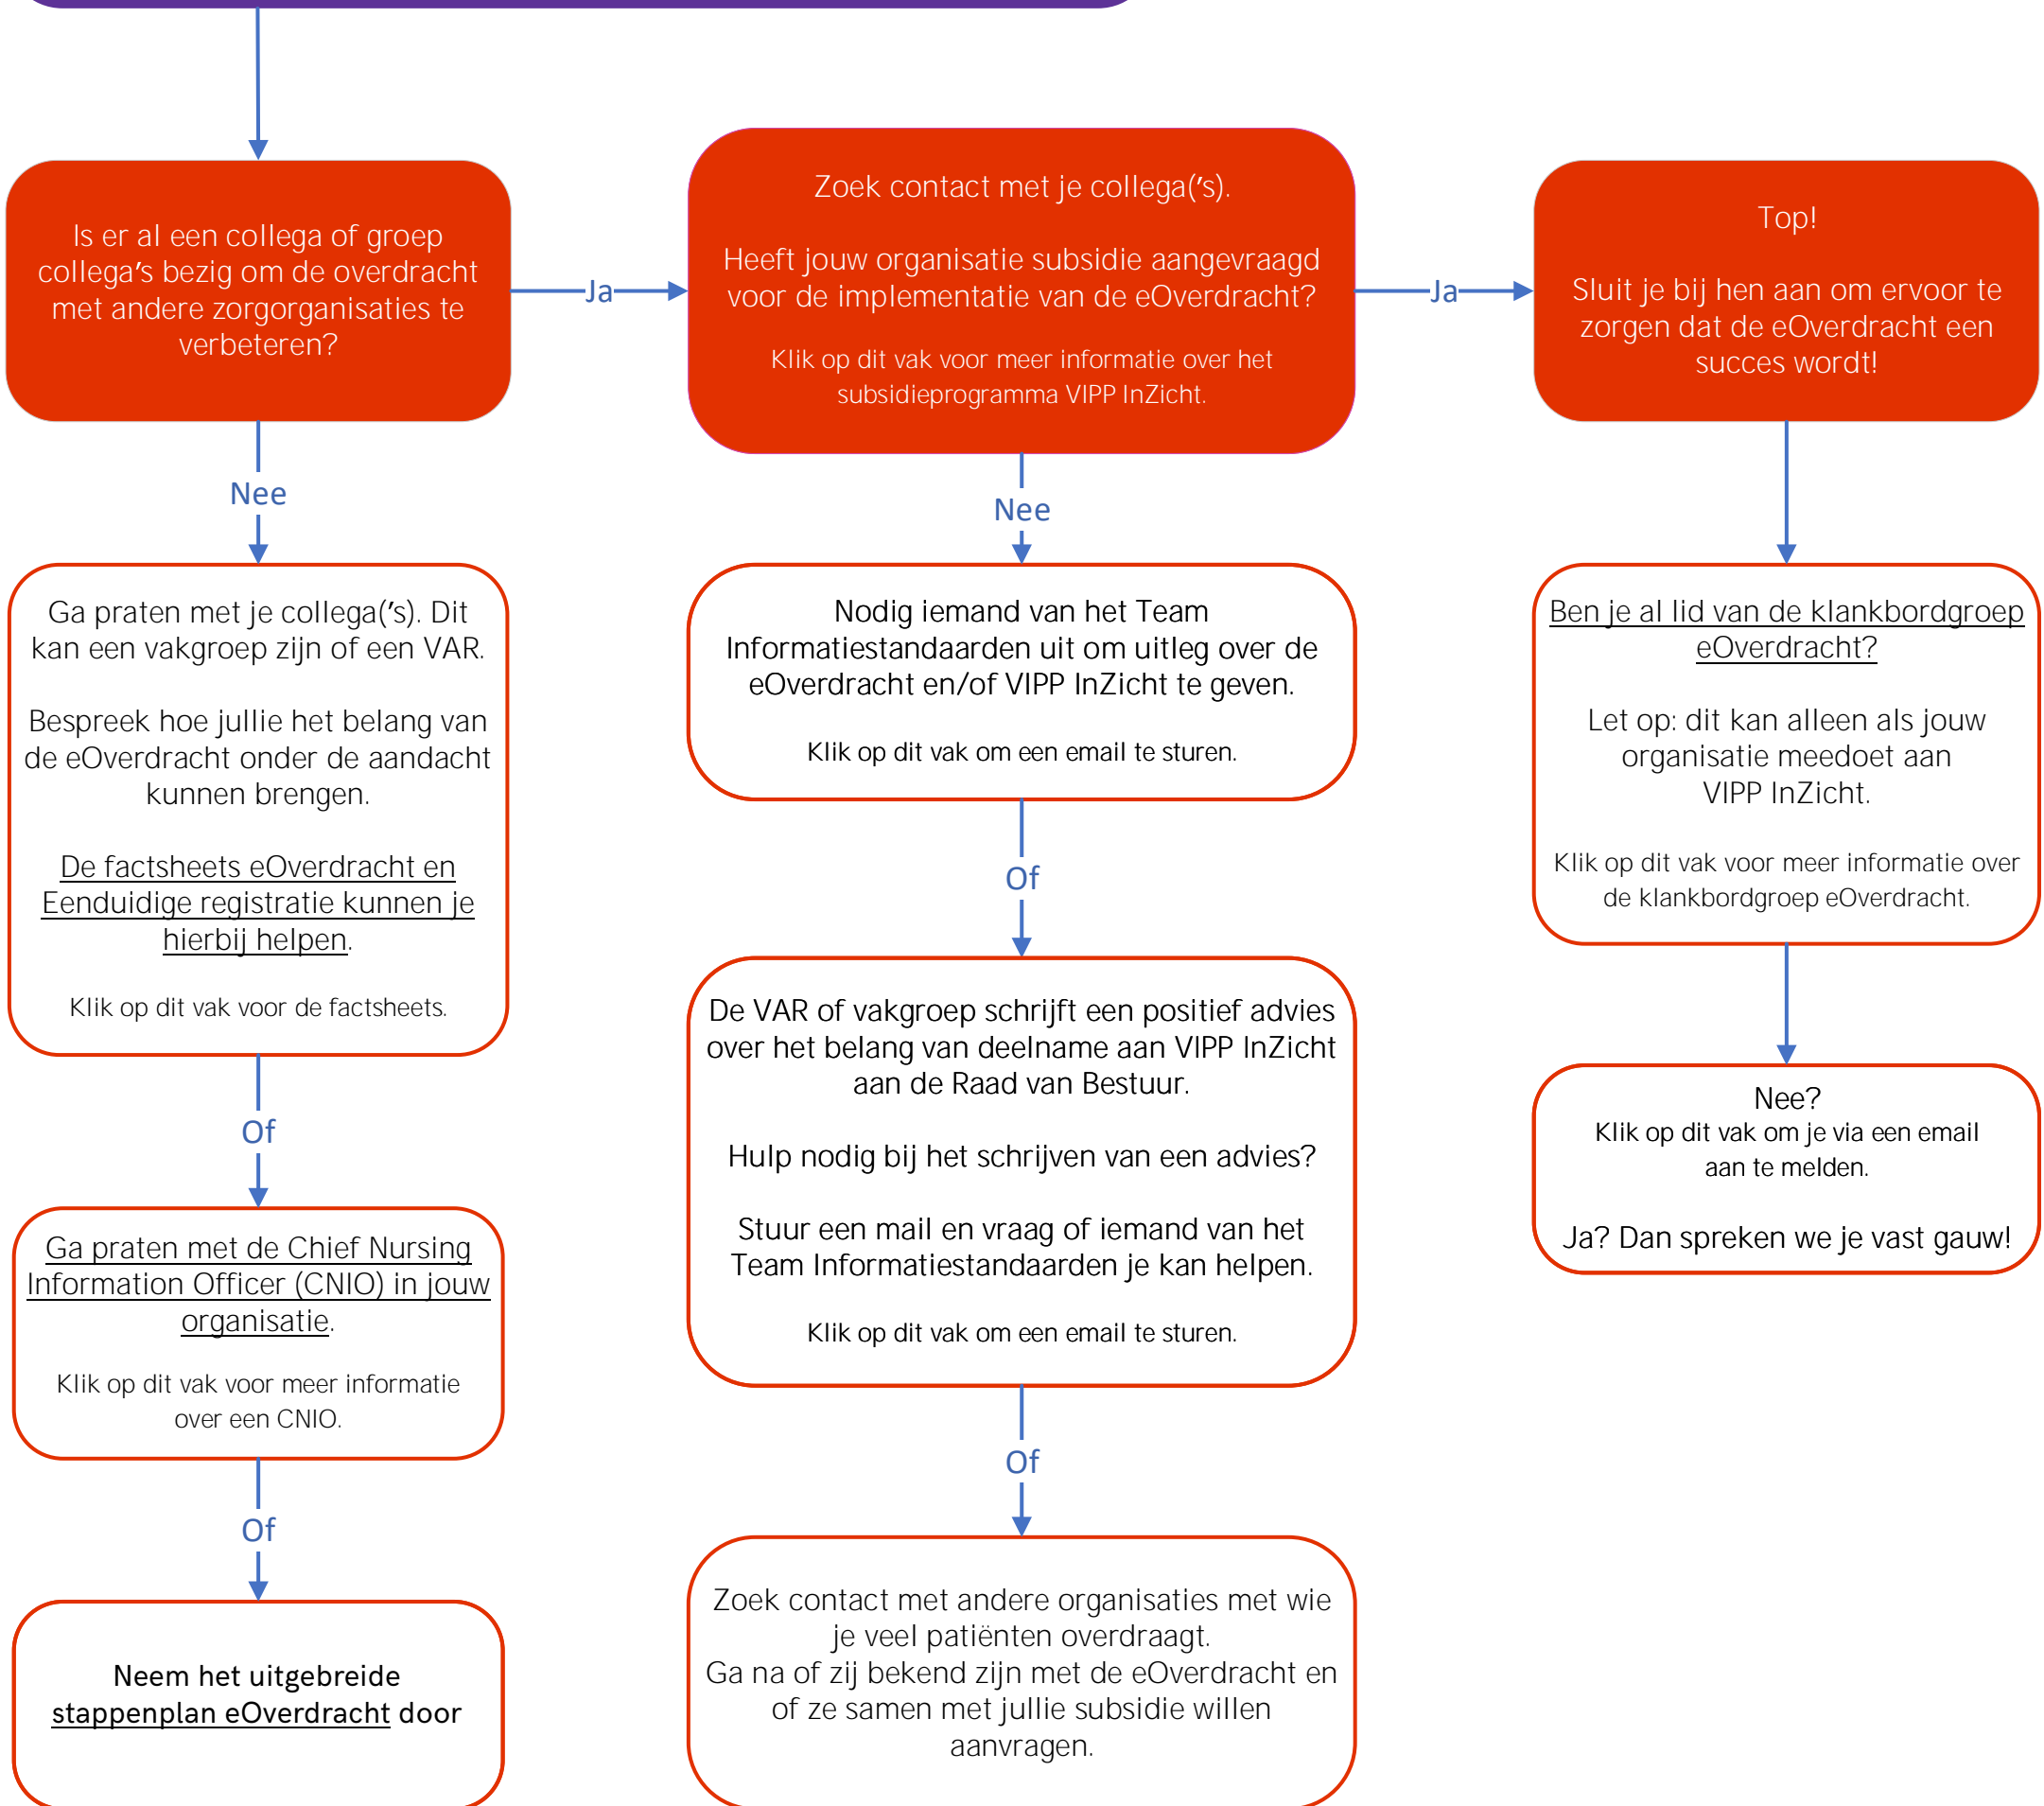 Is er al een collega of groep
collega's bezig om de overdracht
met andere zorgorganisaties te
verbeteren?
Ja
Zoek contact met je collega('s).
Heeft jouw organisatie subsidie aangevraagd
voor de implementatie van de eOverdracht?
Klik op dit vak voor meer informatie over het
subsidieprogramma VIPP InZicht.
Ja
Top!
Sluit je bij hen aan om ervoor te
zorgen dat de eOverdracht een
succes wordt!
Nee
Ga praten met je collega('s). Dit
kan een vakgroep zijn of een VAR.
Bespreek hoe jullie het belang van
de eOverdracht onder de aandacht
kunnen brengen.
De factsheets eOverdracht en
Eenduidige registratie kunnen je
hierbij helpen.
Klik op dit vak voor de factsheets.
Of
Ga praten met de Chief Nursing
Information Officer (CNIO) in jouw
organisatie.
Klik op dit vak voor meer informatie
over een CNIO.
Of
Neem het uitgebreide
stappenplan eOverdracht door
Nee
Nodig iemand van het Team
Informatiestandaarden uit om uitleg over de
eOverdracht en/of VIPP InZicht te geven.
Klik op dit vak om een email te sturen.
Of
De VAR of vakgroep schrijft een positief advies
over het belang van deelname aan VIPP InZicht
aan de Raad van Bestuur.
Hulp nodig bij het schrijven van een advies?
Stuur een mail en vraag of iemand van het
Team Informatiestandaarden je kan helpen.
Klik op dit vak om een email te sturen.
Of
Zoek contact met andere organisaties met wie
je veel patiënten overdraagt.
Ga na of zij bekend zijn met de eOverdracht en
of ze samen met jullie subsidie willen
aanvragen.
Ben je al lid van de klankbordgroep
eOverdracht?
Let op: dit kan alleen als jouw
organisatie meedoet aan
VIPP InZicht.
Klik op dit vak voor meer informatie over
de klankbordgroep eOverdracht.
Nee?
Klik op dit vak om je via een email
aan te melden.
Ja? Dan spreken we je vast gauw!